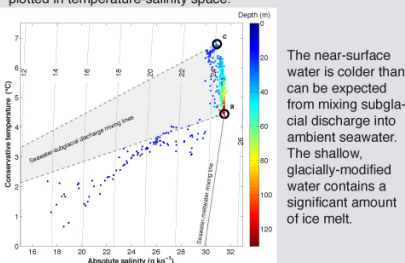 plotted in temperature-salinity space.
Depth (m)
7
6
5
4
3
2
1
0
Conservative temperature (°C)
12
14
16
18
20
22
26
c
a
Seawater-subglacial discharge mixing lines
Seawater-meltwater mixing line
16
18
20
22
24
26
28
30
32
Absolute salinity (g kg⁻¹)
0
20
40
60
80
100
120
The near-surface
water is colder than
can be expected
from mixing subgla-
cial discharge into
ambient seawater.
The shallow,
glacially-modified
water contains a
significant amount
of ice melt.